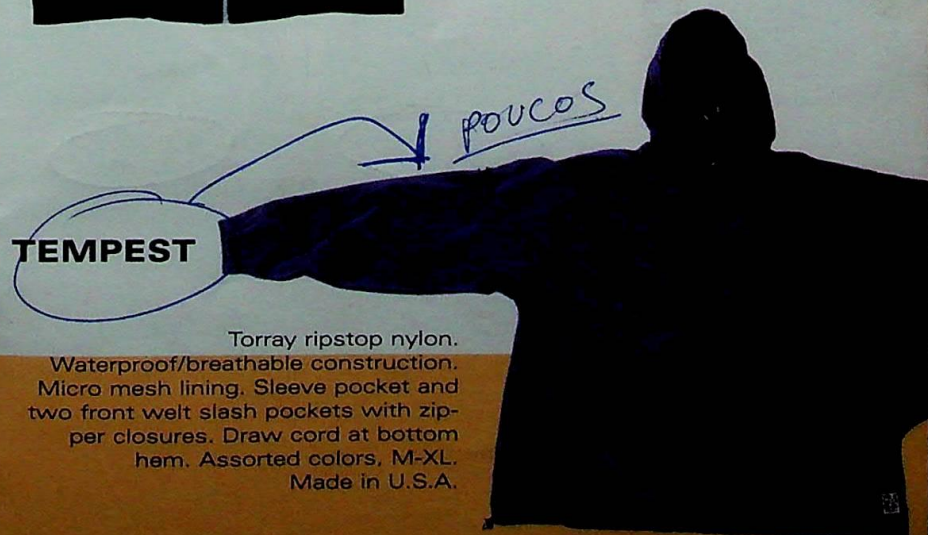 POUCOS
TEMPEST
Torray ripstop nylon.
Waterproof/breathable construction.
Micro mesh lining. Sleeve pocket and
two front welt slash pockets with zip-
per closures. Draw cord at bottom
hem. Assorted colors, M-XL.
Made in U.S.A.